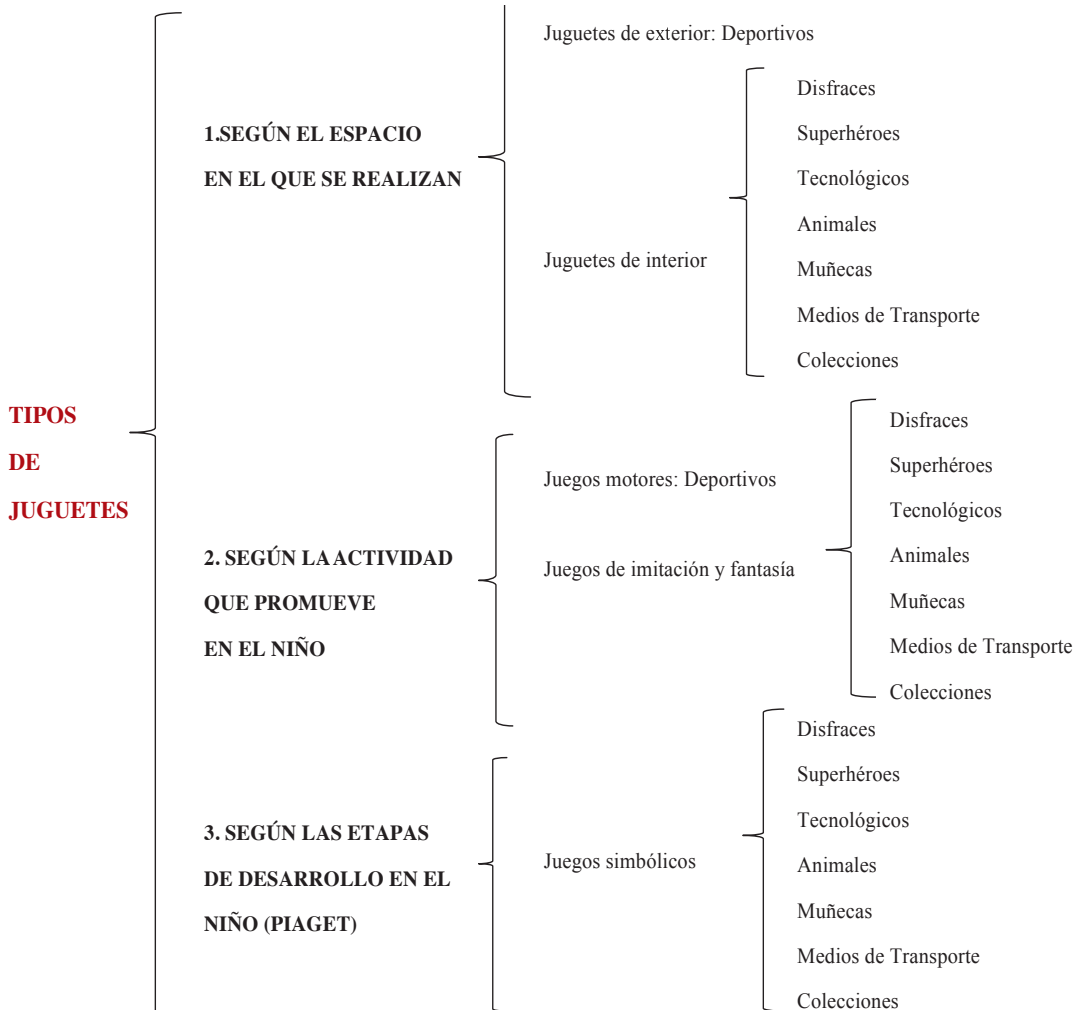 TIPOS
DE
JUGUETES
1.SEGÚN EL ESPACIO
EN EL QUE SE REALIZAN
Juguetes de exterior: Deportivos
Juguetes de interior
Disfraces
Superhéroes
Tecnológicos
Animales
Muñecas
Medios de Transporte
Colecciones
2. SEGÚN LA ACTIVIDAD
QUE PROMUEVE
EN EL NIÑO
Juegos motores: Deportivos
Juegos de imitación y fantasía
Disfraces
Superhéroes
Tecnológicos
Animales
Muñecas
Medios de Transporte
Colecciones
3. SEGÚN LAS ETAPAS
DE DESARROLLO EN EL
NIÑO (PIAGET)
Juegos simbólicos
Disfraces
Superhéroes
Tecnológicos
Animales
Muñecas
Medios de Transporte
Colecciones